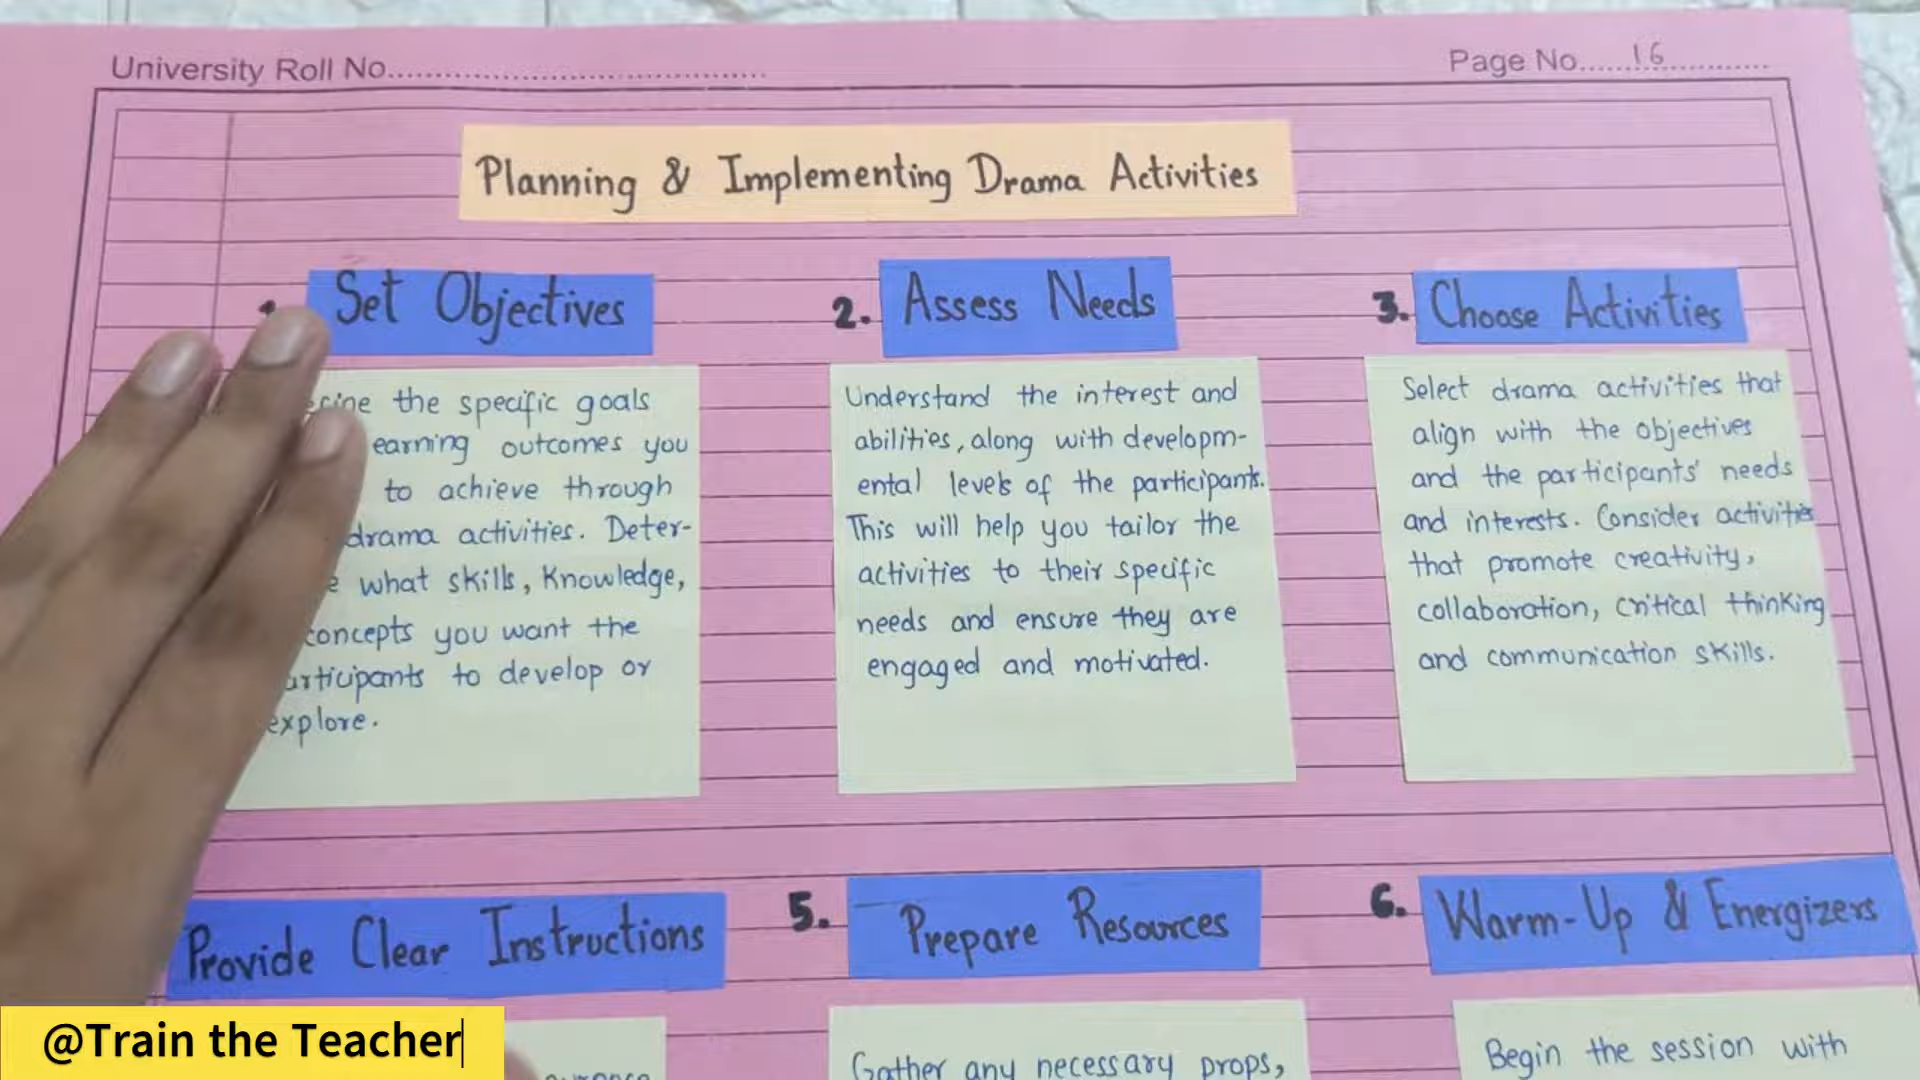 University Roll No
Page No 16
Planning & Implementing Drama Activities
Set Objectives
the specific goals
outcomes you
to achieve through
drama activities. Deter-
what skills, Knowledge,
concepts you want the
to develop or
explore.
2. Assess Needs
Understand the interest and
abilities, along with developm-
ental levels of the participants.
This will help you tailor the
activities to their specific
needs and ensure they are
engaged and motivated.
3. Choose Activities
Select drama activities that
align with the objectives
and the participants' needs
and interests. Consider activities
that promote creativity,
collaboration, critical thinking
and communication skills.
Provide Clear Instructions
5. Prepare Resources
Gather any necessary props,
6. Warm-Up & Energizers
Begin the session with
@Train the Teacher